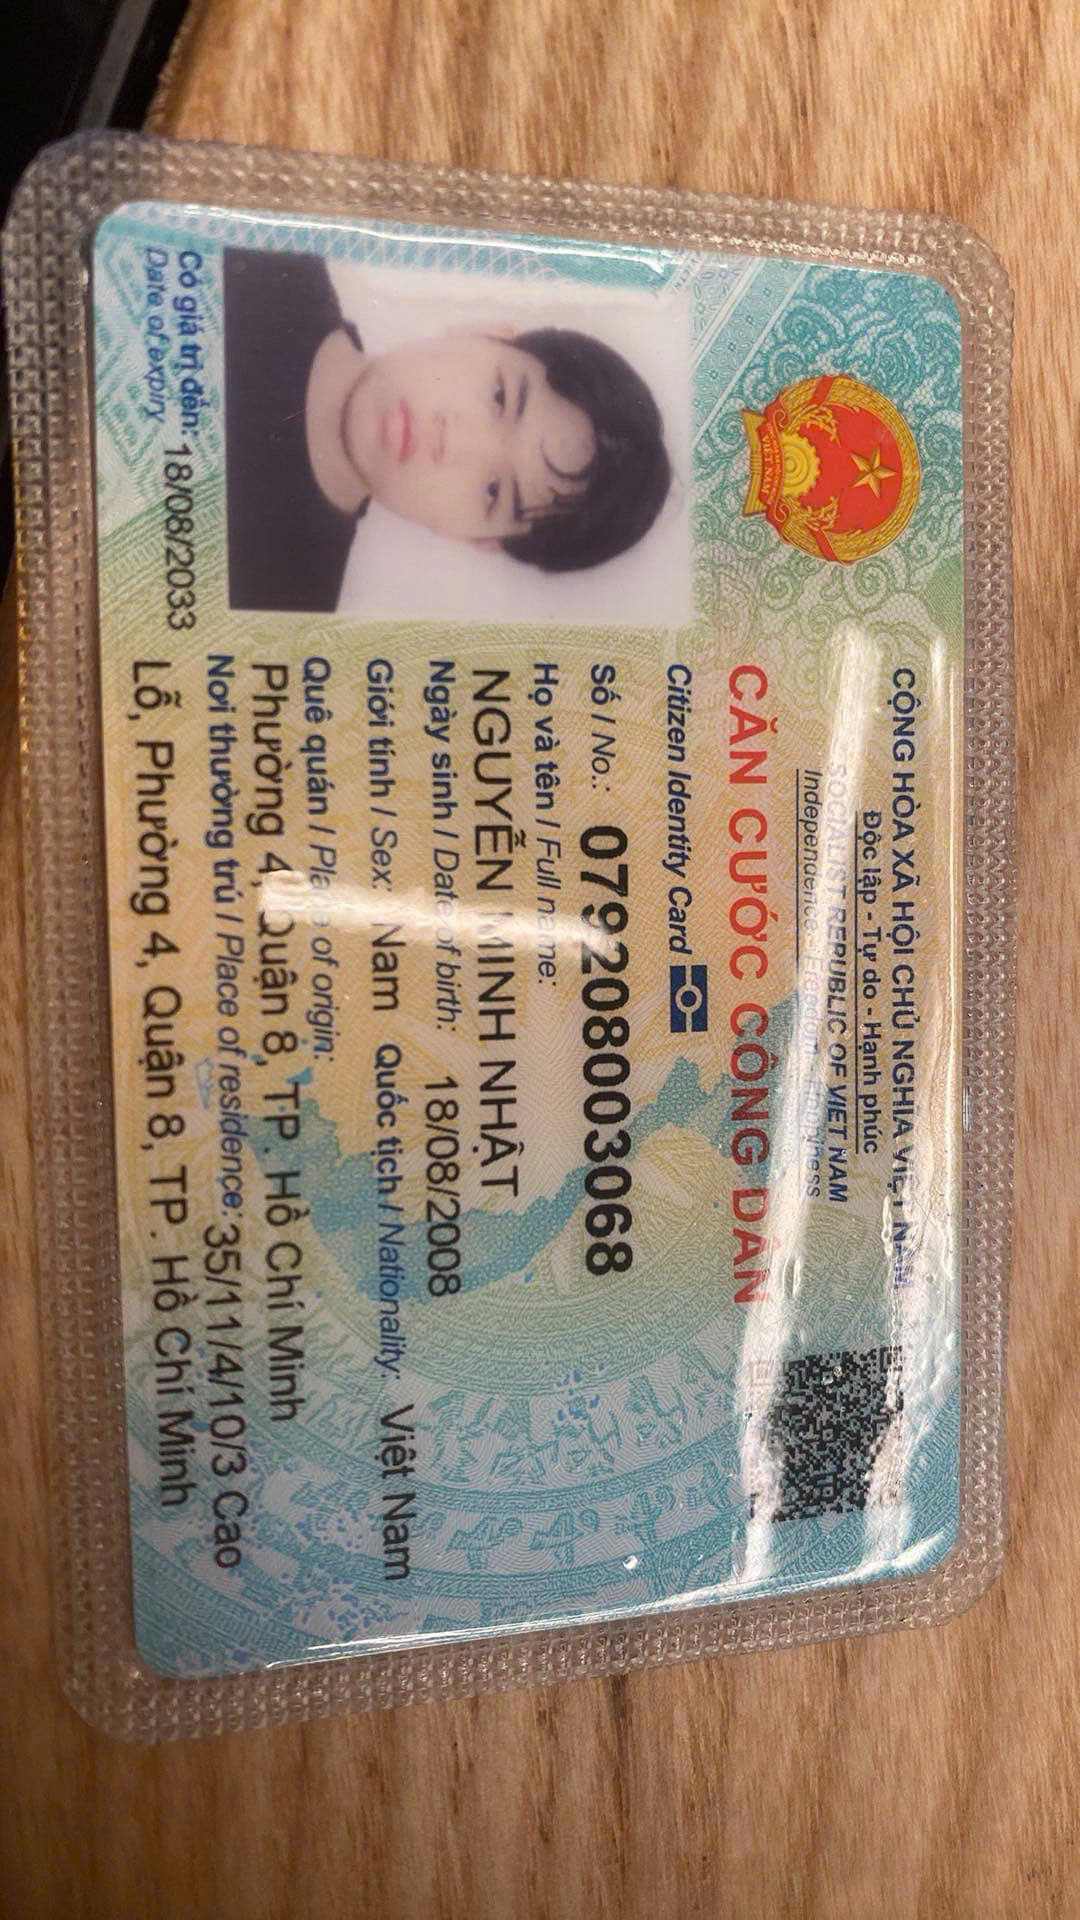 CỘNG HÒA XÃ HỘI CHỦ NGHĨA VIỆT NAM
Độc lập - Tự do - Hạnh phúc
SOCIALIST REPUBLIC OF VIET NAM
Independence - Freedom - Happiness
CĂN CƯỚC CÔNG DÂN
Citizen Identity Card
Số / No.: 079208003068
Họ và tên / Full name:
NGUYỄN MINH NHẬT
Ngày sinh / Date of birth: 18/08/2008
Giới tính / Sex: Nam Quốc tịch / Nationality: Việt Nam
Quê quán / Place of origin:
Phường 4, Quận 8, TP. Hồ Chí Minh
Nơi thường trú / Place of residence: 35/11/4/10/3 Cao
Lỗ, Phường 4, Quận 8, TP. Hồ Chí Minh
Có giá trị đến: 18/08/2033
Date of expiry
VIỆT NAM